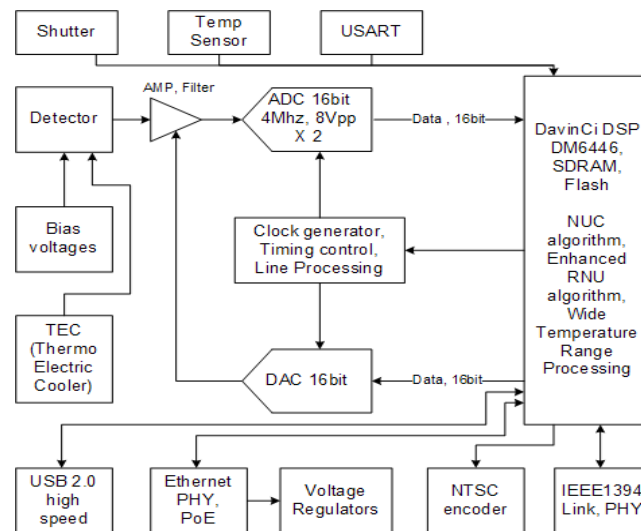 Shutter
Temp
Sensor
USART
AMP, Filter
Detector
ADC 16bit
4Mhz, 8Vpp
X 2
Data , 16bit
DavinCi DSP
DM6446,
SDRAM,
Flash
NUC
algorithm,
Enhanced
RNU
algorithm,
Wide
Temperature
Range
Processing
Bias
voltages
Clock generator,
Timing control,
Line Processing
TEC
(Thermo
Electric
Cooler)
DAC 16bit
Data, 16bit
USB 2.0
high
speed
Ethernet
PHY,
PoE
Voltage
Regulators
NTSC
encoder
IEEE1394
Link, PHY